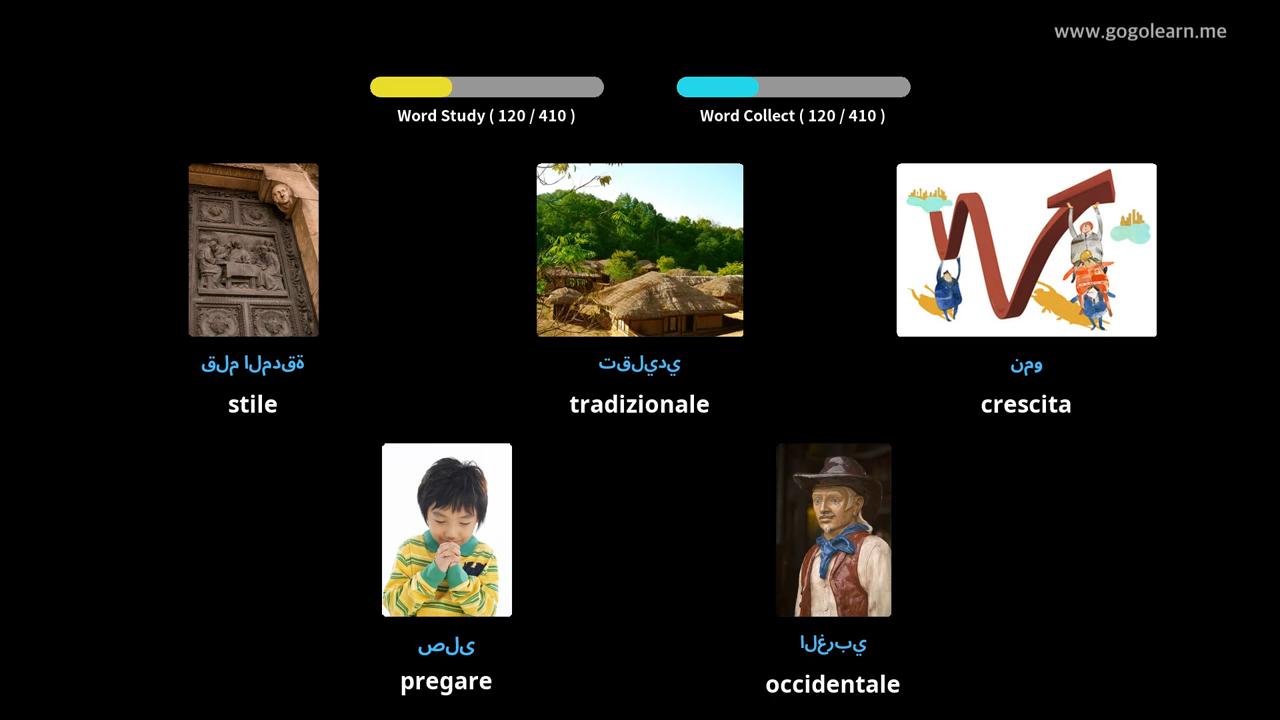 www.gogolearn.me
Word Study ( 120 / 410 )
Word Collect ( 120 / 410 )
قلم المدقة
تقليدي
نمو
stile
tradizionale
crescita
صلى
الغربي
pregare
occidentale